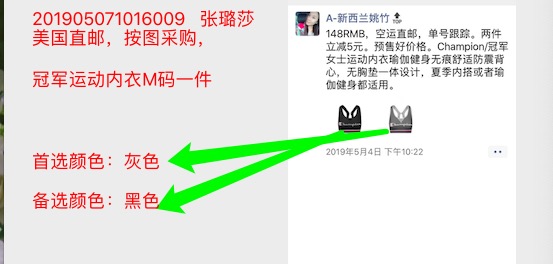 201905071016009 张璐莎
美国直邮，按图采购，
冠军运动内衣M码一件
首选颜色：灰色
备选颜色：黑色
A-新西兰姚竹 TOP
148RMB，空运直邮，单号跟踪。两件
立减5元。预售好价格。Champion/冠军
女士运动内衣瑜伽健身无痕舒适防震背
心，无胸垫一体设计，夏季内搭或者瑜
伽健身都适用。
2019年5月4日 下午10:22